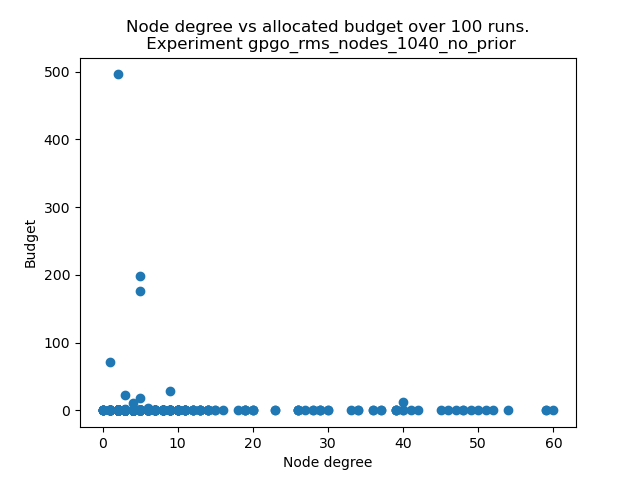 Node degree vs allocated budget over 100 runs.
Experiment gpgo_rms_nodes_1040_no_prior
500
400
300
200
100
0
Budget
0 10 20 30 40 50 60
Node degree